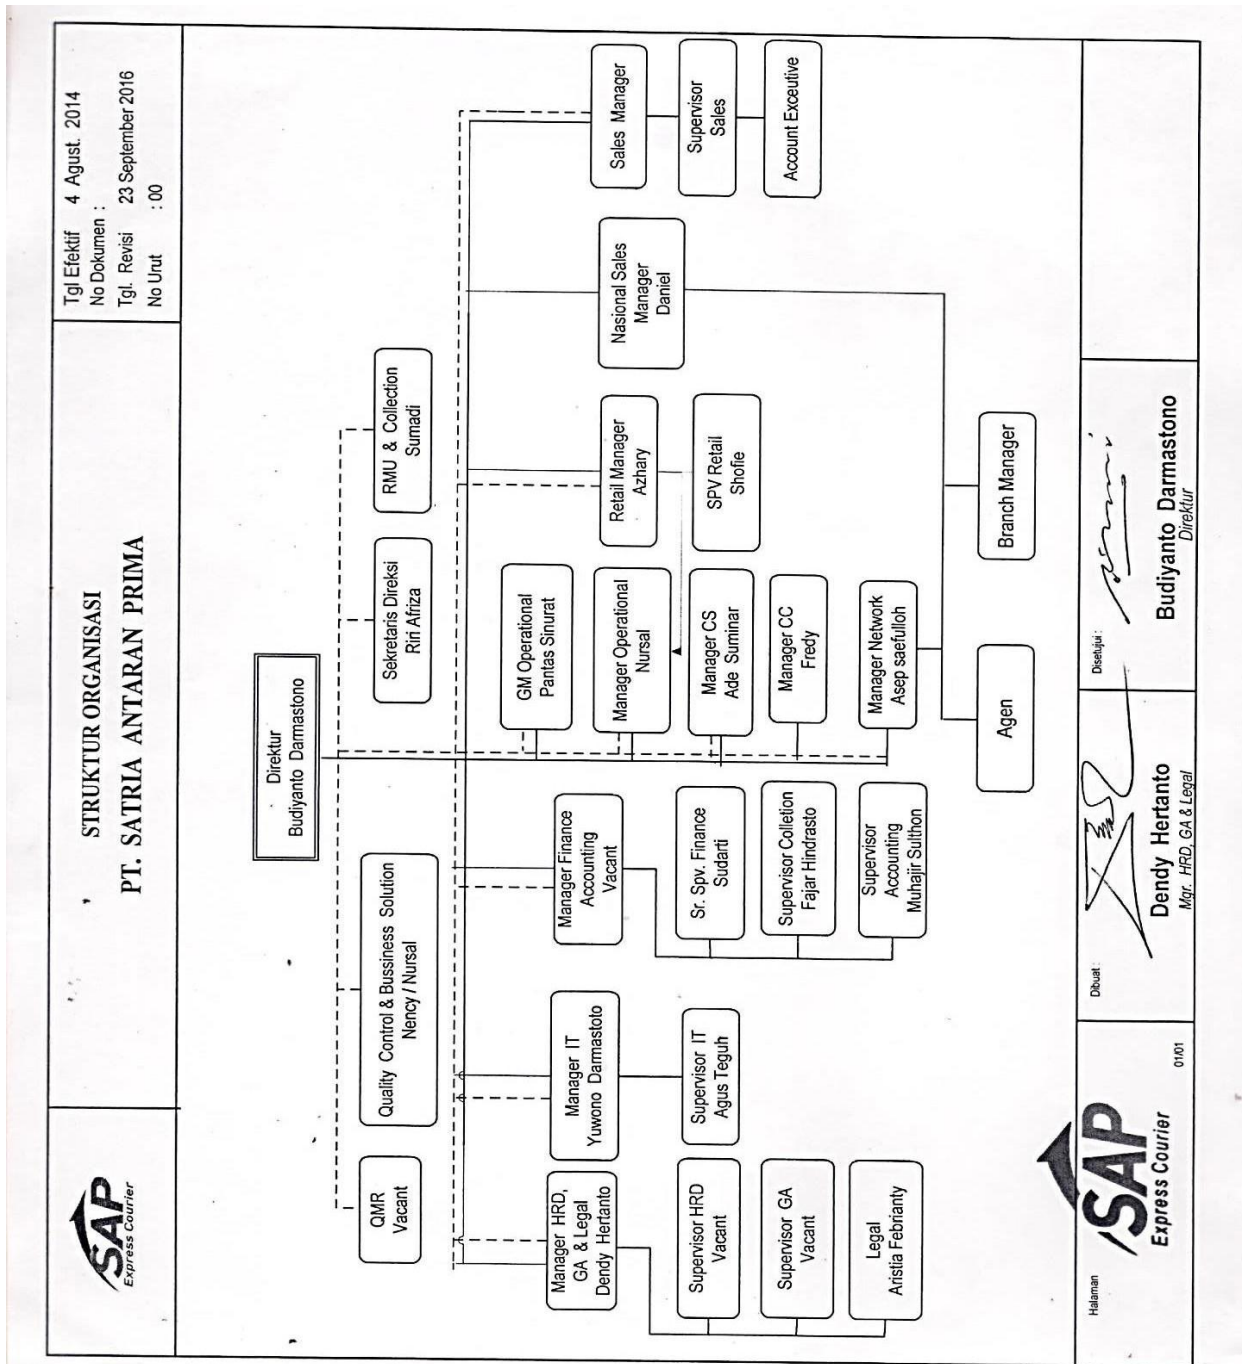 SAP
Express Courier
STRUKTUR ORGANISASI
PT. SATRIA ANTARAN PRIMA
Tgl Efektif 4 Agust. 2014
No Dokumen :
Tgl. Revisi 23 September 2016
No Urut : 00
Direktur
Budiyanto Darmastono
QMR
Vacant
Quality Control & Bussiness Solution
Nency / Nursal
Sekretaris Direksi
Riri Afriza
RMU & Collection
Sumadi
Manager HRD,
GA & Legal
Dendy Hertanto
Supervisor HRD
Vacant
Supervisor GA
Vacant
Legal
Aristia Febrianty
Manager IT
Yuwono Darmastoto
Supervisor IT
Agus Teguh
Manager Finance
Accounting
Vacant
Sr. Spv. Finance
Sudarti
Supervisor Colletion
Fajar Hindrasto
Supervisor
Accounting
Muhajir Sulthon
GM Operational
Pantas Sinurat
Manager Operational
Nursal
Manager CS
Ade Suminar
Manager CC
Fredy
Manager Network
Asep saefulloh
Agen
Branch Manager
Retail Manager
Azhary
SPV Retail
Shofie
Nasional Sales
Manager
Daniel
Sales Manager
Supervisor
Sales
Account Exceutive
Halaman
01/01
SAP
Express Courier
Dibuat :
Dendy Hertanto
Mgr. HRD, GA & Legal
Disetujui :
Budiyanto Darmastono
Direktur